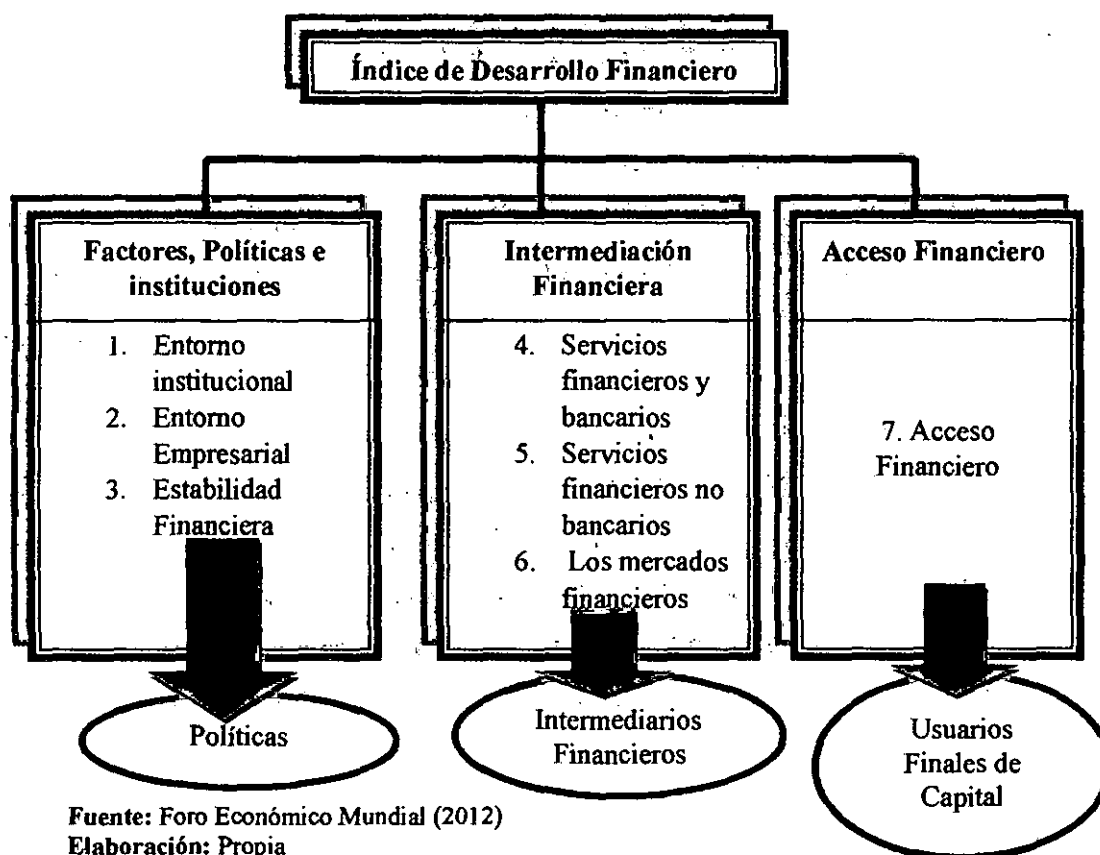 Índice de Desarrollo Financiero
Factores, Políticas e
instituciones
1. Entorno
institucional
2. Entorno
Empresarial
3. Estabilidad
Financiera
Políticas
Intermediación
Financiera
4. Servicios
financieros y
bancarios
5. Servicios
financieros no
bancarios
6. Los mercados
financieros
Intermediarios
Financieros
Acceso Financiero
7. Acceso
Financiero
Usuarios
Finales de
Capital
Fuente: Foro Económico Mundial (2012)
Elaboración: Propia